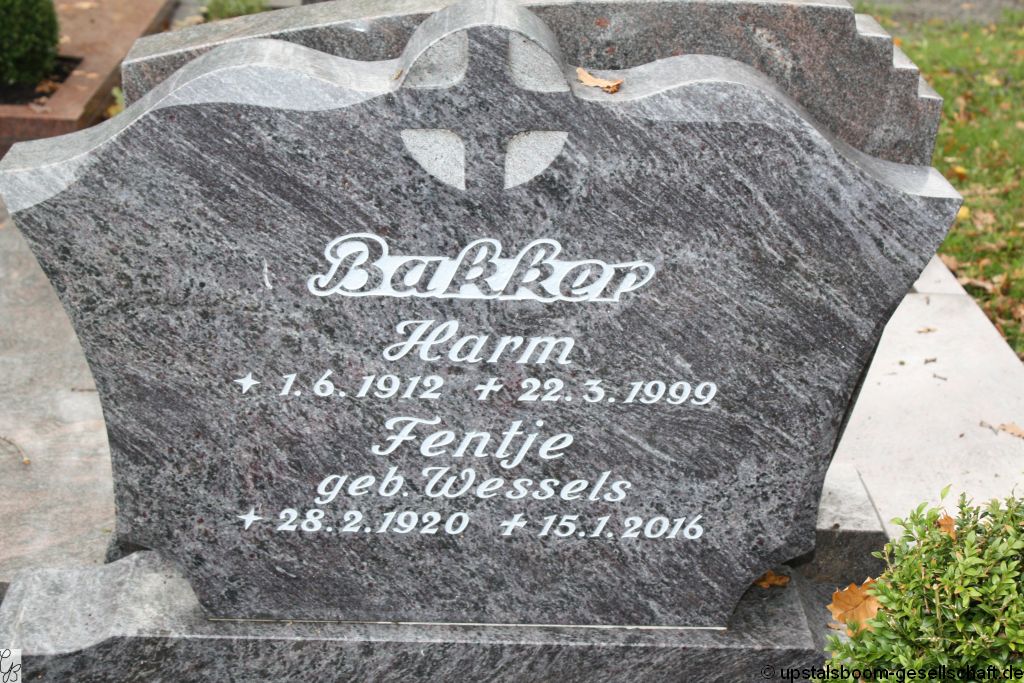 Bakker
Harm
✦ 1.6.1912 ✝ 22.3.1999
Fentje
geb. Wessels
✦ 28.2.1920 ✝ 15.1.2016
© upstalsboom-gesellschaft.de